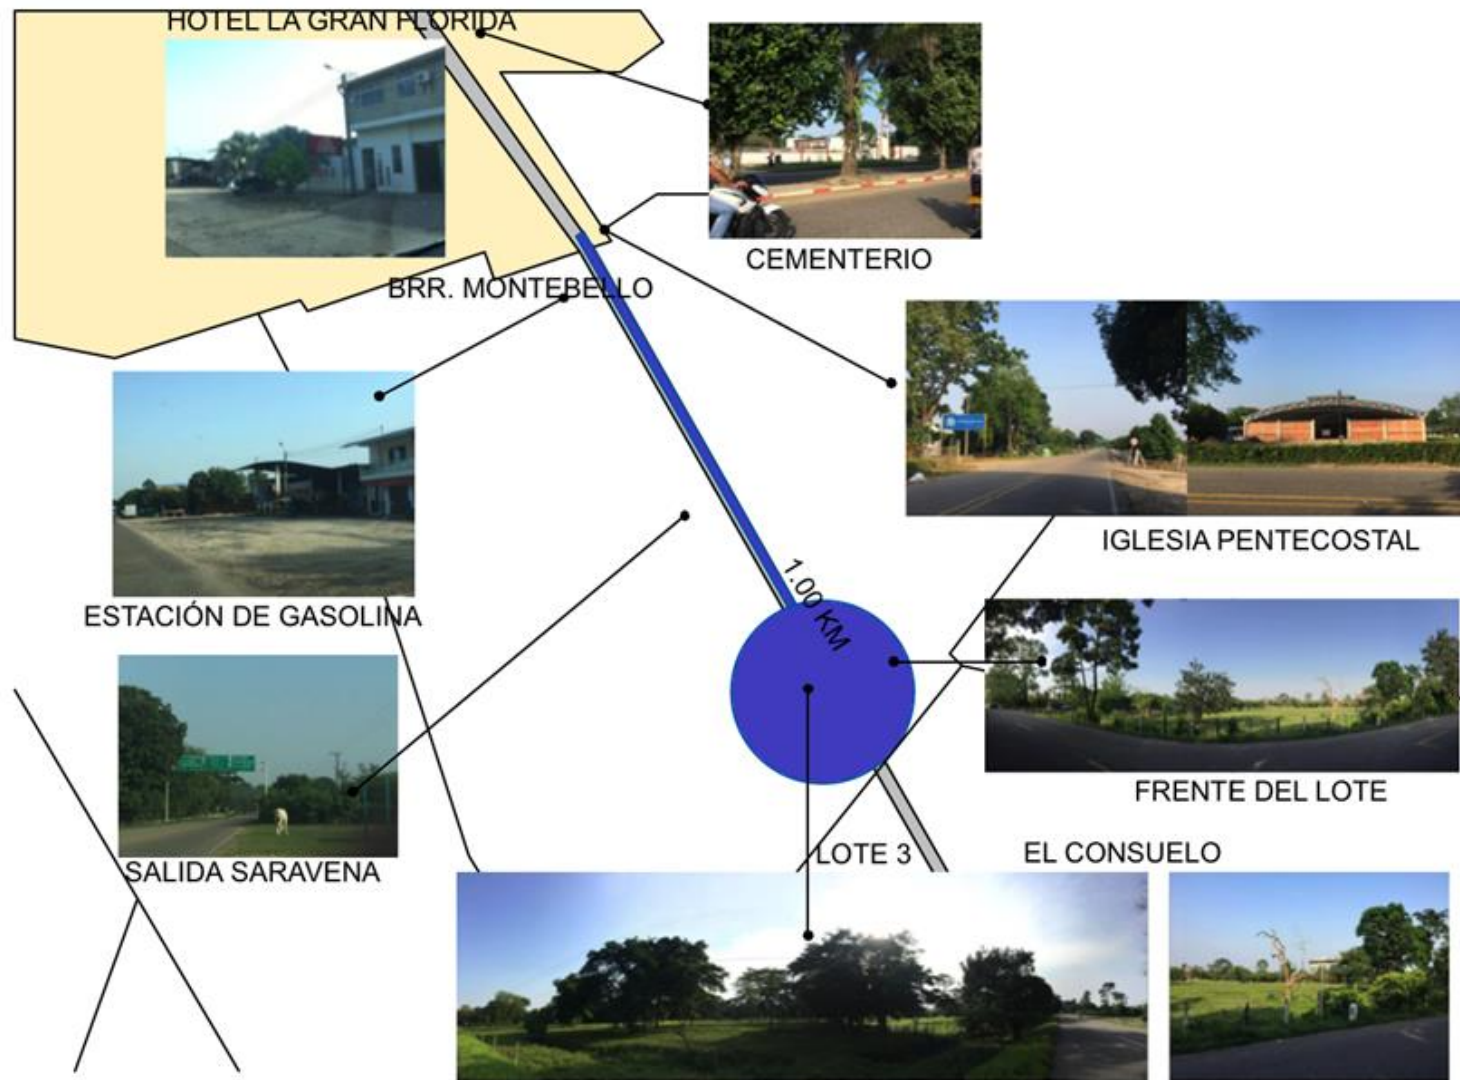 HOTEL LA GRAN FLORIDA
CEMENTERIO
BRR. MONTEBELLO
IGLESIA PENTECOSTAL
1.00 KM
ESTACIÓN DE GASOLINA
FRENTE DEL LOTE
LOTE 3
EL CONSUELO
SALIDA SARAVENA